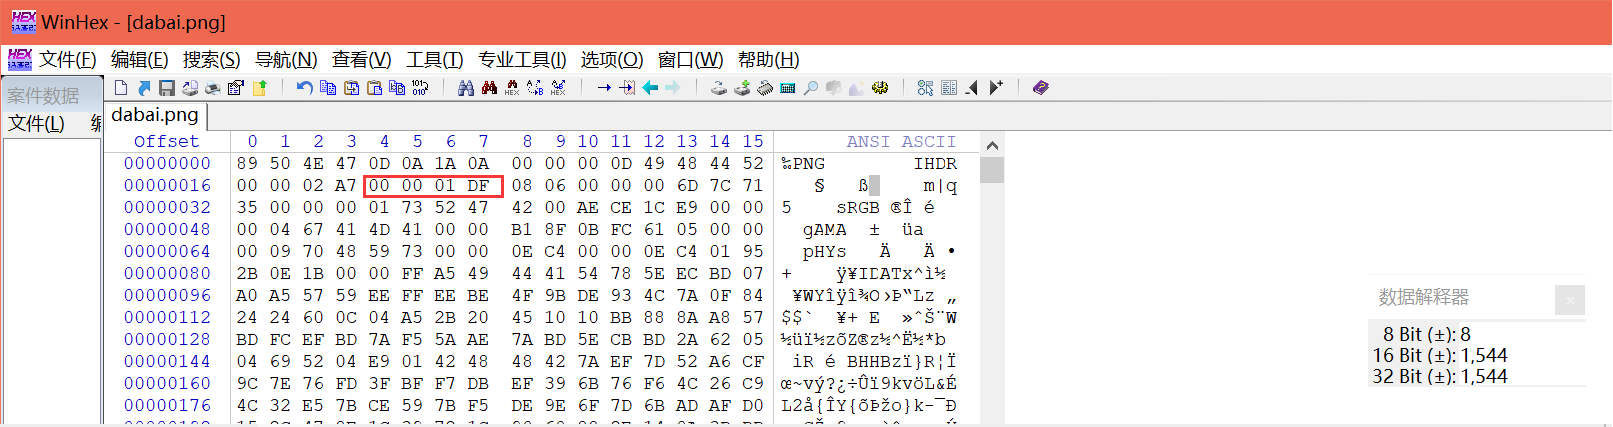 WinHex - [dabai.png]
文件(F) 编辑(E) 搜索(S) 导航(N) 查看(V) 工具(T) 专业工具(I) 选项(O) 窗口(W) 帮助(H)
案件数据
文件(L)
dabai.png
Offset 0 1 2 3 4 5 6 7 8 9 10 11 12 13 14 15 ANSI ASCII
00000000 89 50 4E 47 0D 0A 1A 0A 00 00 00 0D 49 48 44 52 ‰PNG IHDR
00000016 00 00 02 A7 00 00 01 DF 08 06 00 00 00 6D 7C 71 § ß m|q
00000032 35 00 00 00 01 73 52 47 42 00 AE CE 1C E9 00 00 5 sRGB ®Î é
00000048 00 04 67 41 4D 41 00 00 B1 8F 0B FC 61 05 00 00 gAMA ± üa
00000064 00 09 70 48 59 73 00 00 0E C4 00 00 0E C4 01 95 pHYs Ä Ä •
00000080 2B 0E 1B 00 00 FF A5 49 44 41 54 78 5E EC BD 07 + ÿ¥IDATx^ì½
00000096 A0 A5 57 59 EE FF EE BE 4F 9B DE 93 4C 7A 0F 84 ¥WYîÿî¾O›Þ“Lz „
00000112 24 24 60 0C 04 A5 2B 20 45 10 10 BB 88 8A A8 57 $$` ¥+ E »ˆŠ¨W
00000128 BD FC EF BD 7A F5 5A AE 7A BD 5E CB BD 2A 62 05 ½üï½zõZ®z½^Ë½*b
00000144 04 69 52 04 E9 01 42 48 48 42 7A EF 7D 52 A6 CF iR é BHHBzï}R¦Ï
00000160 9C 7E 76 FD 3F BF F7 DB EF 39 6B 76 F6 4C 26 C9 œ~vý?¿÷Ûï9kvöL&É
00000176 4C 32 E5 7B CE 59 7B F5 DE 9E 6F 7D 6B AD AF D0 L2å{ÎY{õÞžo}k-¯Ð
数据解释器
8 Bit (±): 8
16 Bit (±): 1,544
32 Bit (±): 1,544